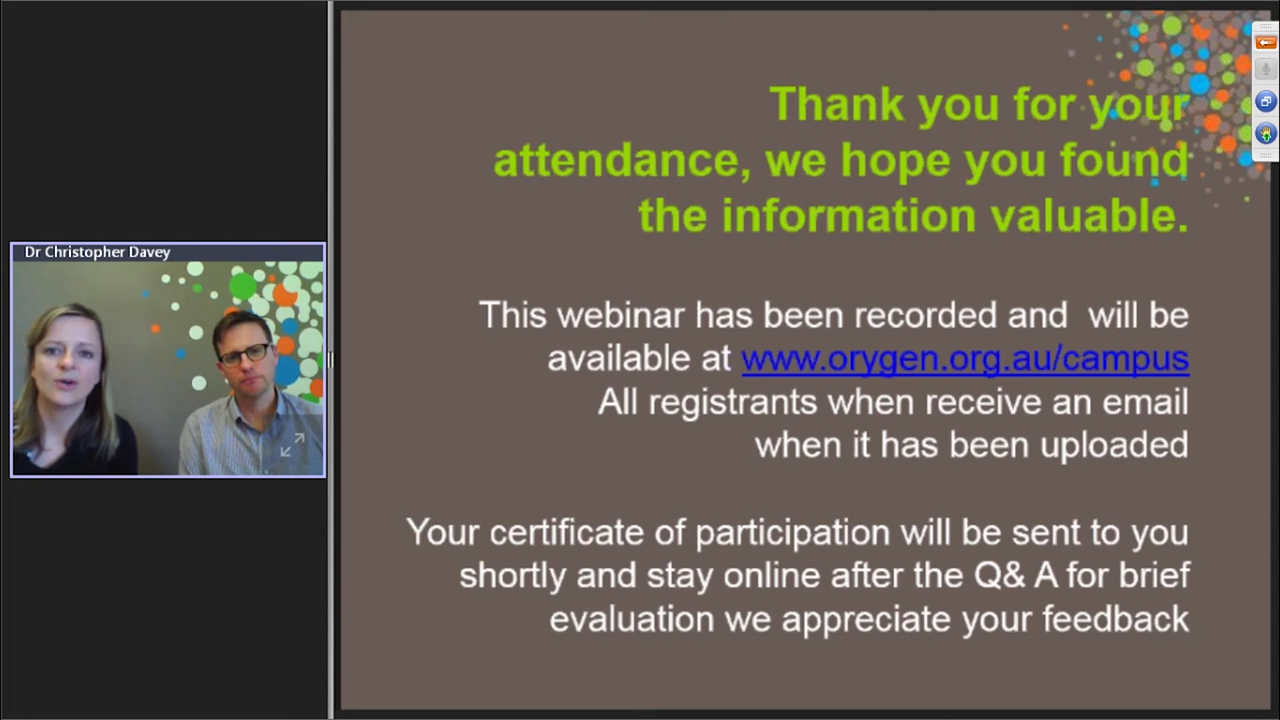 Dr Christopher Davey
Thank you for your
attendance, we hope you found
the information valuable.
This webinar has been recorded and  will be
available at www.orygen.org.au/campus
All registrants when receive an email
when it has been uploaded
Your certificate of participation will be sent to you
shortly and stay online after the Q& A for brief
evaluation we appreciate your feedback